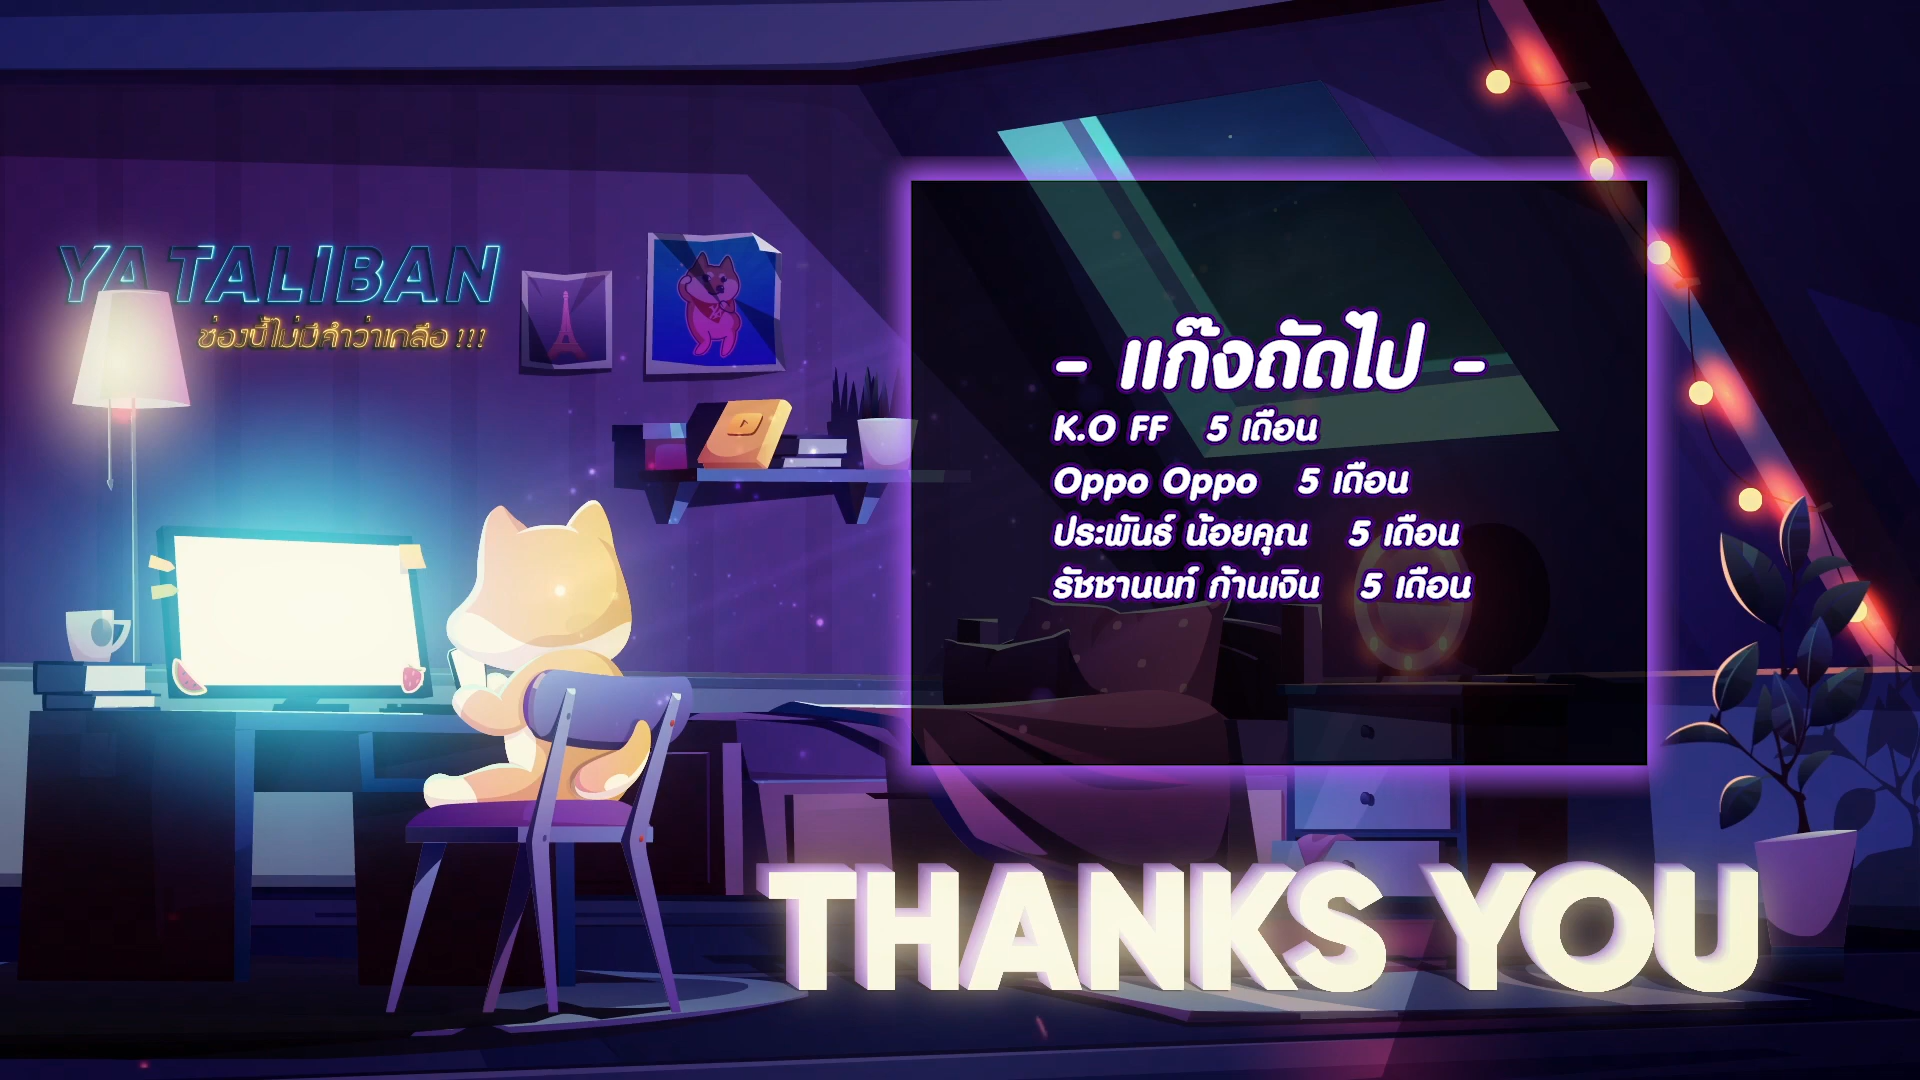 YA TALIBAN
ช่องนี้ไม่มีคำว่าเกลือ !!!
- แก๊งถัดไป -
K.O FF 5 เดือน
Oppo Oppo 5 เดือน
ประพันธ์ น้อยคุณ 5 เดือน
รัชชานนท์ ก้านเงิน 5 เดือน
THANKS YOU